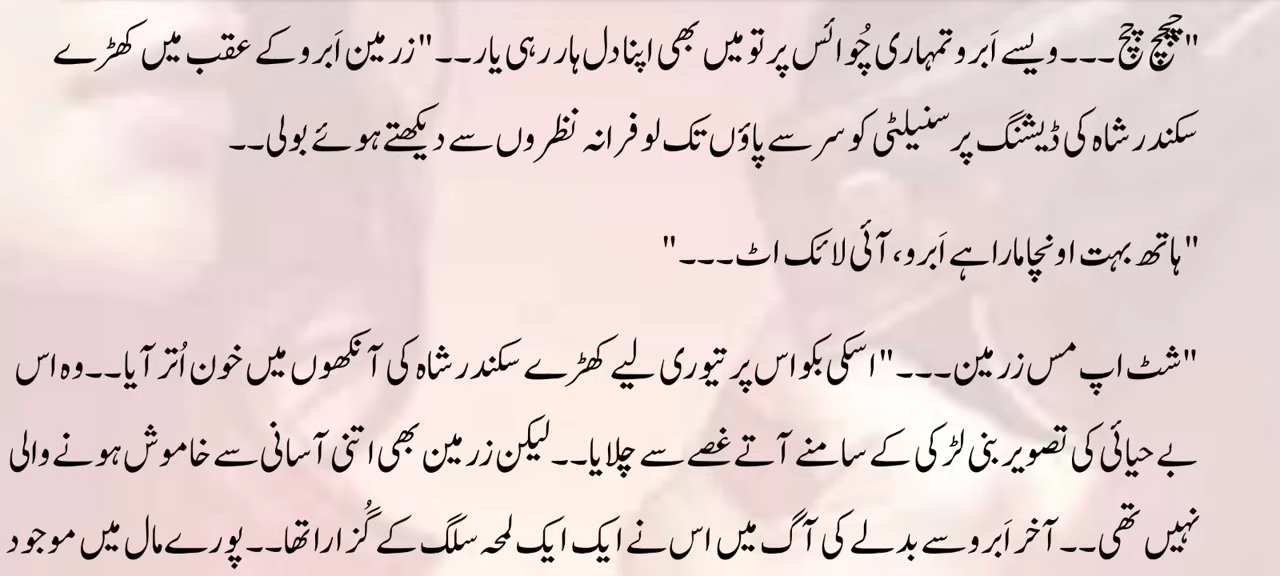 "چچچ چچ۔۔۔ ویسے اَبرو تمہاری چُوائس پر تو میں بھی اپنا دل ہار رہی یار۔۔ "زرمین اَبرو کے عقب میں کھڑے
سکندر شاہ کی ڈیشنگ پر سنیلٹی کو سر سے پاؤں تک لوفرانہ نظروں سے دیکھتے ہوئے بولی۔۔
"ہاتھ بہت اونچا مارا ہے اَبرو، آئی لائک اٹ۔۔۔"
"شٹ اپ مس زرمین۔۔۔ "اسکی بکواس پر تیوری لیے کھڑے سکندر شاہ کی آنکھوں میں خون اُتر آیا۔۔ وہ اس
بے حیائی کی تصویر بنی لڑکی کے سامنے آتے غصے سے چلایا۔۔ لیکن زرمین بھی اتنی آسانی سے خاموش ہونے والی
نہیں تھی۔۔ آخر اَبرو سے بدلے کی آگ میں اس نے ایک ایک لمحہ سلگ کے گُزارا تھا۔۔ پورے مال میں موجود